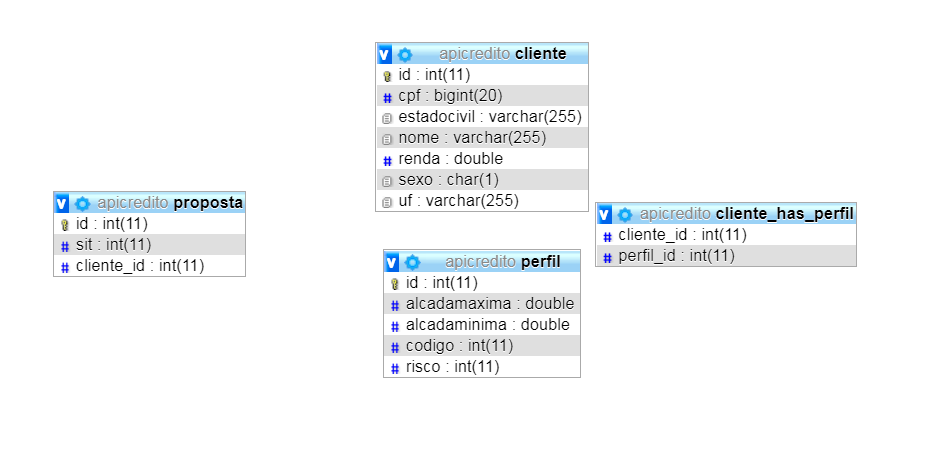 apicredito cliente
id : int(11)
cpf : bigint(20)
estadocivil : varchar(255)
nome : varchar(255)
renda : double
sexo : char(1)
uf : varchar(255)
apicredito proposta
id : int(11)
sit : int(11)
cliente_id : int(11)
apicredito cliente_has_perfil
cliente_id : int(11)
perfil_id : int(11)
apicredito perfil
id : int(11)
alcadamaxima : double
alcadaminima : double
codigo : int(11)
risco : int(11)